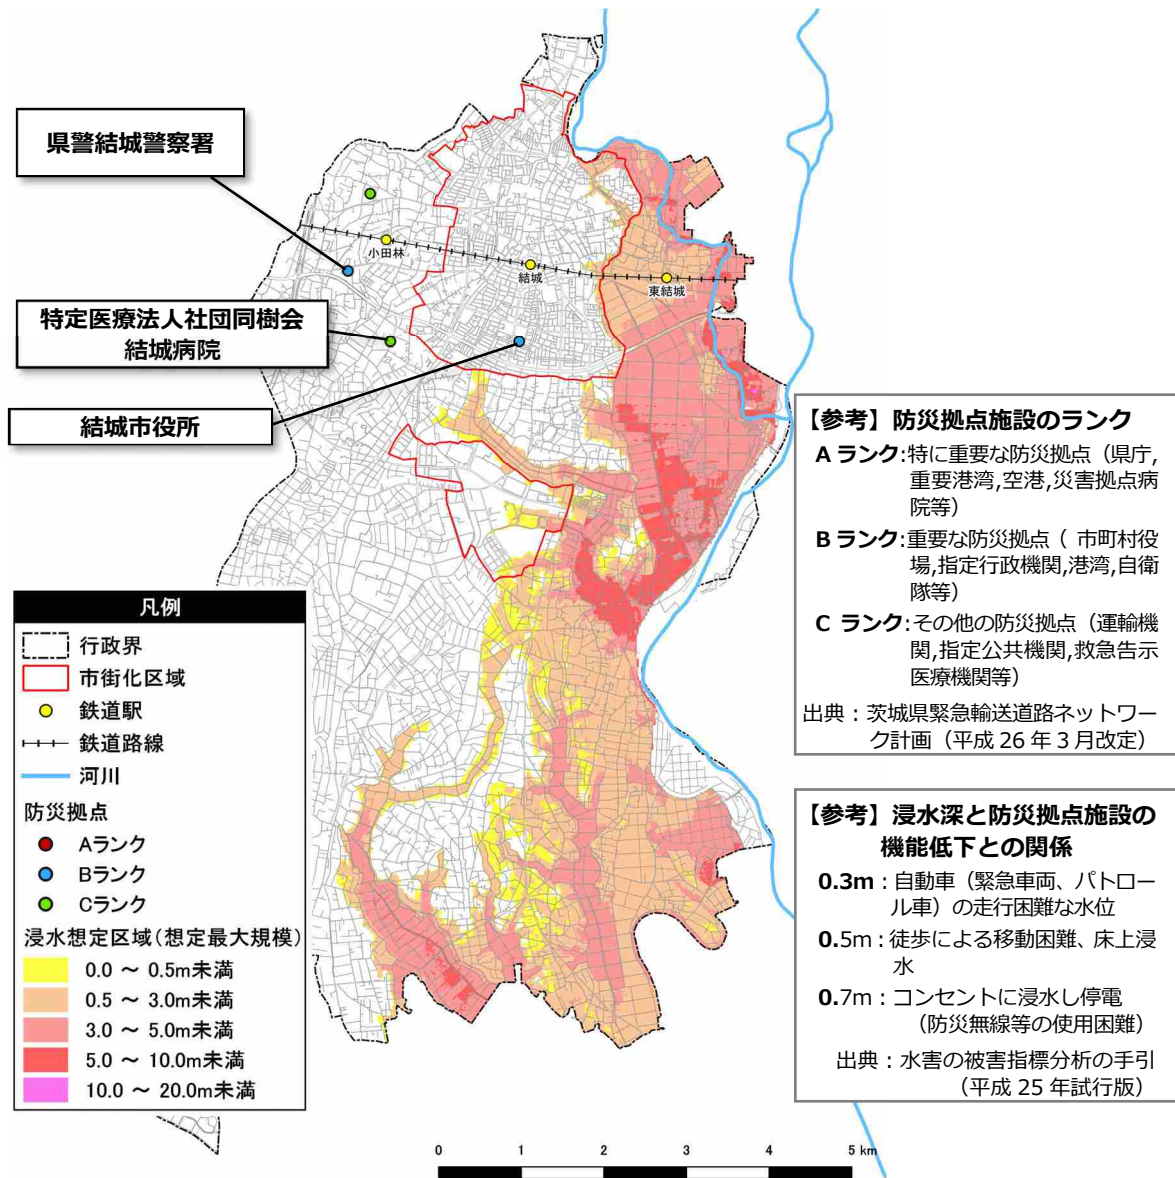 県警結城警察署
特定医療法人社団同樹会
結城病院
結城市役所
小田林
結城
東結城
【参考】防災拠点施設のランク
A ランク:特に重要な防災拠点（県庁,
重要港湾,空港,災害拠点病
院等）
B ランク:重要な防災拠点（ 市町村役
場,指定行政機関,港湾,自衛
隊等）
C ランク:その他の防災拠点（運輸機
関,指定公共機関,救急告示
医療機関等）
出典：茨城県緊急輸送道路ネットワー
ク計画（平成 26 年 3 月改定）
【参考】浸水深と防災拠点施設の
機能低下との関係
0.3m：自動車（緊急車両、パトロー
ル車）の走行困難な水位
0.5m：徒歩による移動困難、床上浸
水
0.7m：コンセントに浸水し停電
（防災無線等の使用困難）
出典：水害の被害指標分析の手引
（平成 25 年試行版）
凡例
行政界
市街化区域
鉄道駅
鉄道路線
河川
防災拠点
Aランク
Bランク
Cランク
浸水想定区域(想定最大規模)
0.0 ～ 0.5m未満
0.5 ～ 3.0m未満
3.0 ～ 5.0m未満
5.0 ～ 10.0m未満
10.0 ～ 20.0m未満
0 1 2 3 4 5 km